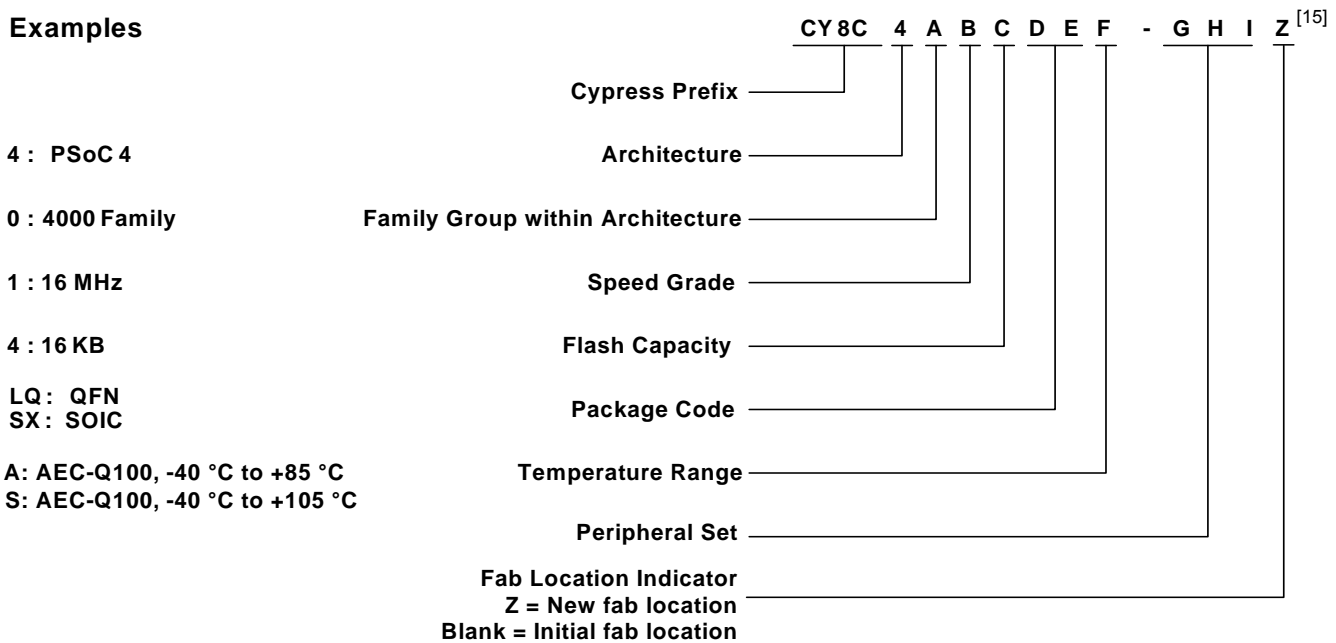 Examples CY8C 4 A B C D E F - G H I Z [15]
Cypress Prefix
4 : PSoC 4 Architecture
0 : 4000 Family Family Group within Architecture
1 : 16 MHz Speed Grade
4 : 16 KB Flash Capacity
LQ : QFN
SX : SOIC
Package Code
A: AEC-Q100, -40 °C to +85 °C Temperature Range
S: AEC-Q100, -40 °C to +105 °C
Peripheral Set
Fab Location Indicator
Z = New fab location
Blank = Initial fab location